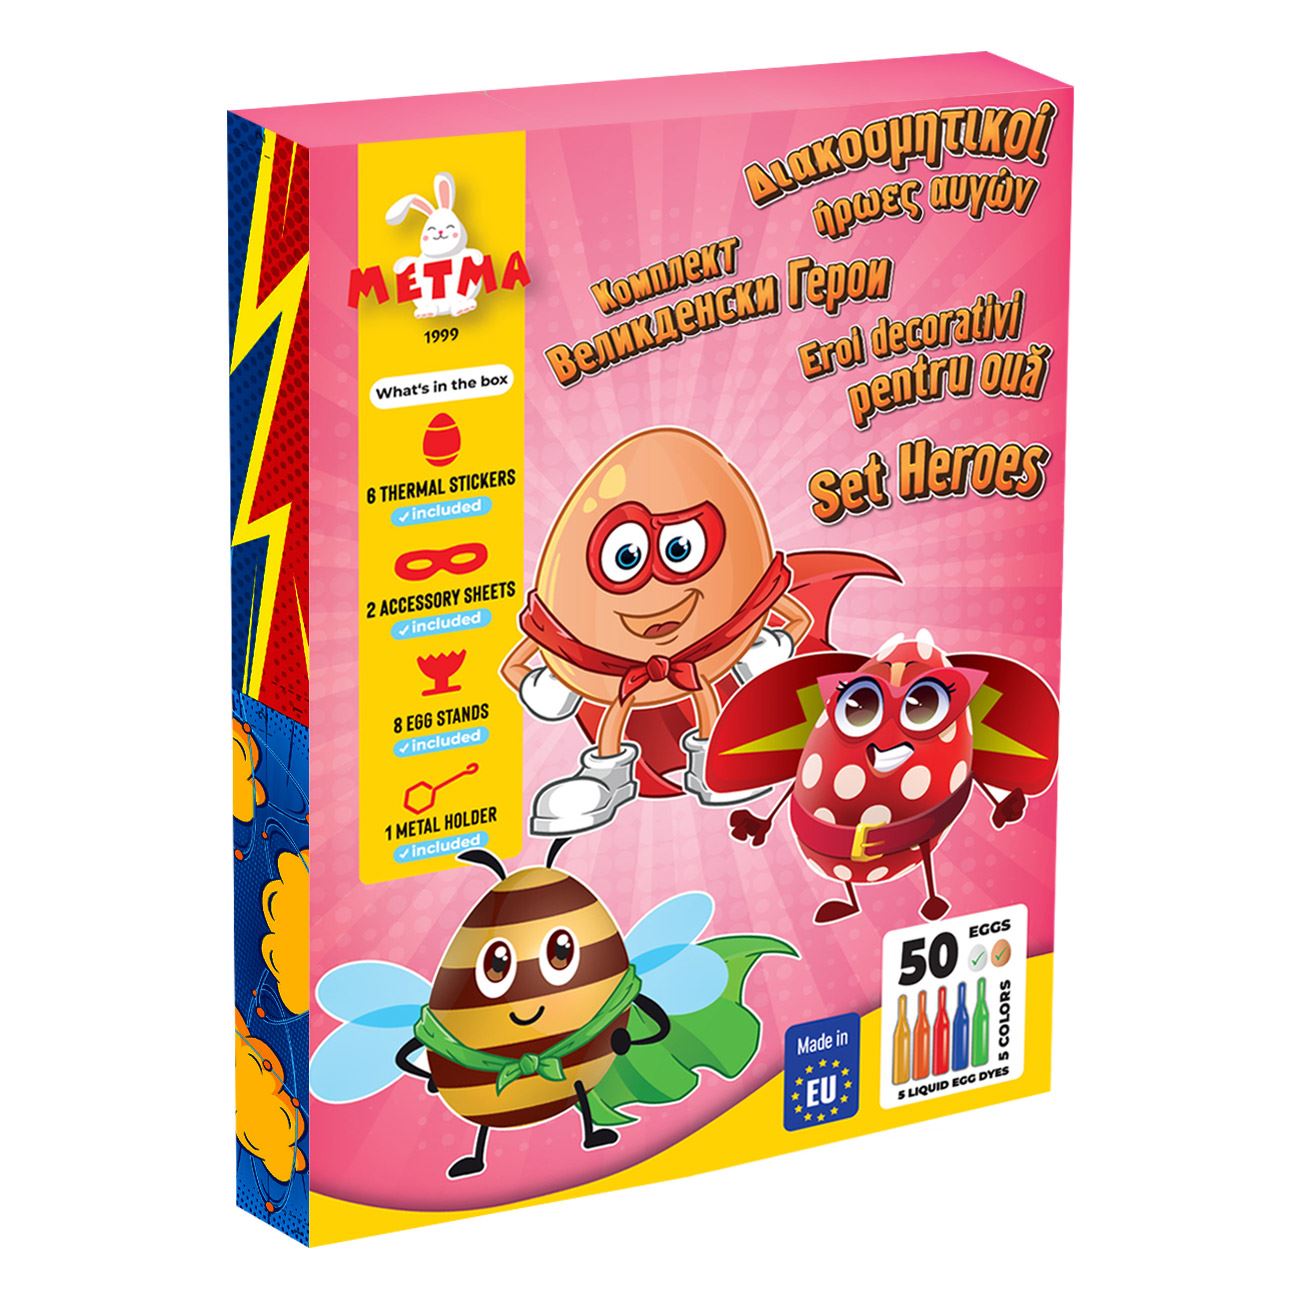 METMA
1999
What's in the box
6 THERMAL STICKERS
included
2 ACCESSORY SHEETS
included
8 EGG STANDS
included
1 METAL HOLDER
included
Διακοσμητικοί
ήρωες αυγών
Комплект
Великденски Герои
Eroi decorativi
pentru ouă
Set Heroes
Made in
EU
50 EGGS
5 COLORS
5 LIQUID EGG DYES